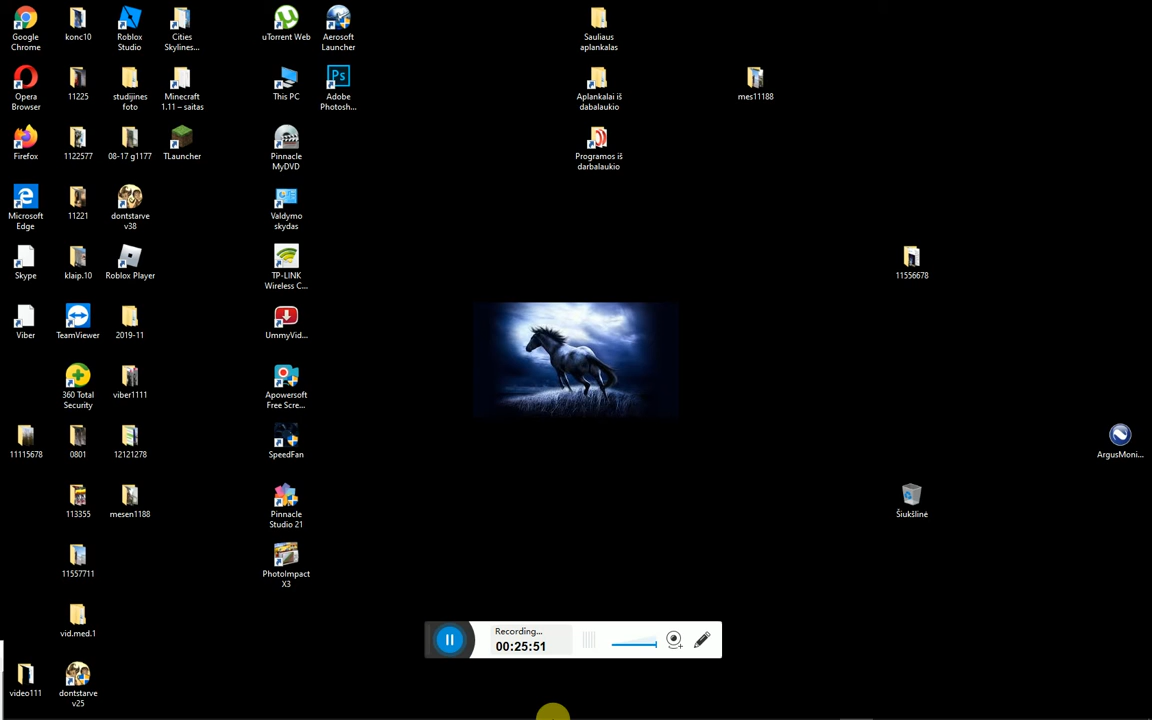 Google
Chrome
konc10
Roblox
Studio
Cities
Skylines...
uTorrent Web
Aerosoft
Launcher
Sauliaus
aplankalas
Opera
Browser
11225
studijines
foto
Minecraft
1.11 – saitas
This PC
Ps
Adobe
Photosh...
Aplankalai iš
dabalaukio
mes11188
Firefox
1122577
08-17 g1177
TLauncher
Pinnacle
MyDVD
Programos iš
darbalaukio
Microsoft
Edge
11221
dontstarve
v38
Valdymo
skydas
Skype
klaip.10
Roblox Player
TP-LINK
Wireless C...
11556678
Viber
TeamViewer
2019-11
UmmyVid...
360 Total
Security
viber1111
Apowersoft
Free Scre...
11115678
0801
12121278
SpeedFan
ArgusMoni...
113355
mesen1188
Pinnacle
Studio 21
Šiukšlinė
11557711
PhotoImpact
X3
vid.med.1
Recording...
00:25:51
video111
dontstarve
v25